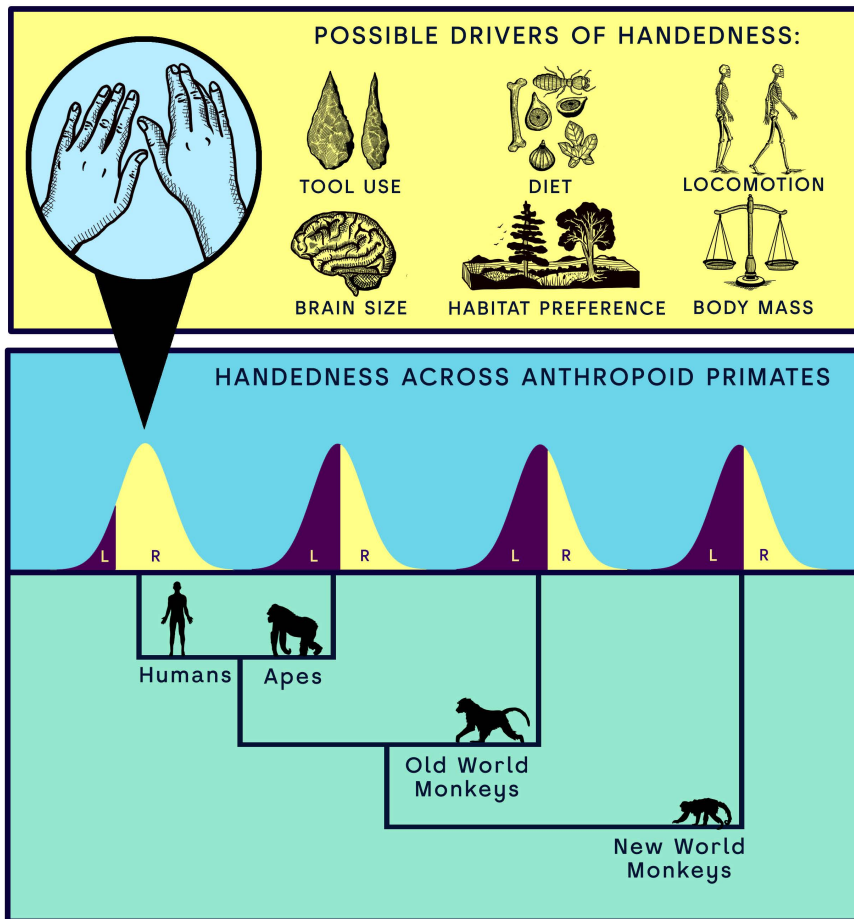 POSSIBLE DRIVERS OF HANDEDNESS:
TOOL USE
DIET
LOCOMOTION
BRAIN SIZE
HABITAT PREFERENCE
BODY MASS
HANDEDNESS ACROSS ANTHROPOID PRIMATES
L R
L R
L R
L R
Humans
Apes
Old World
Monkeys
New World
Monkeys